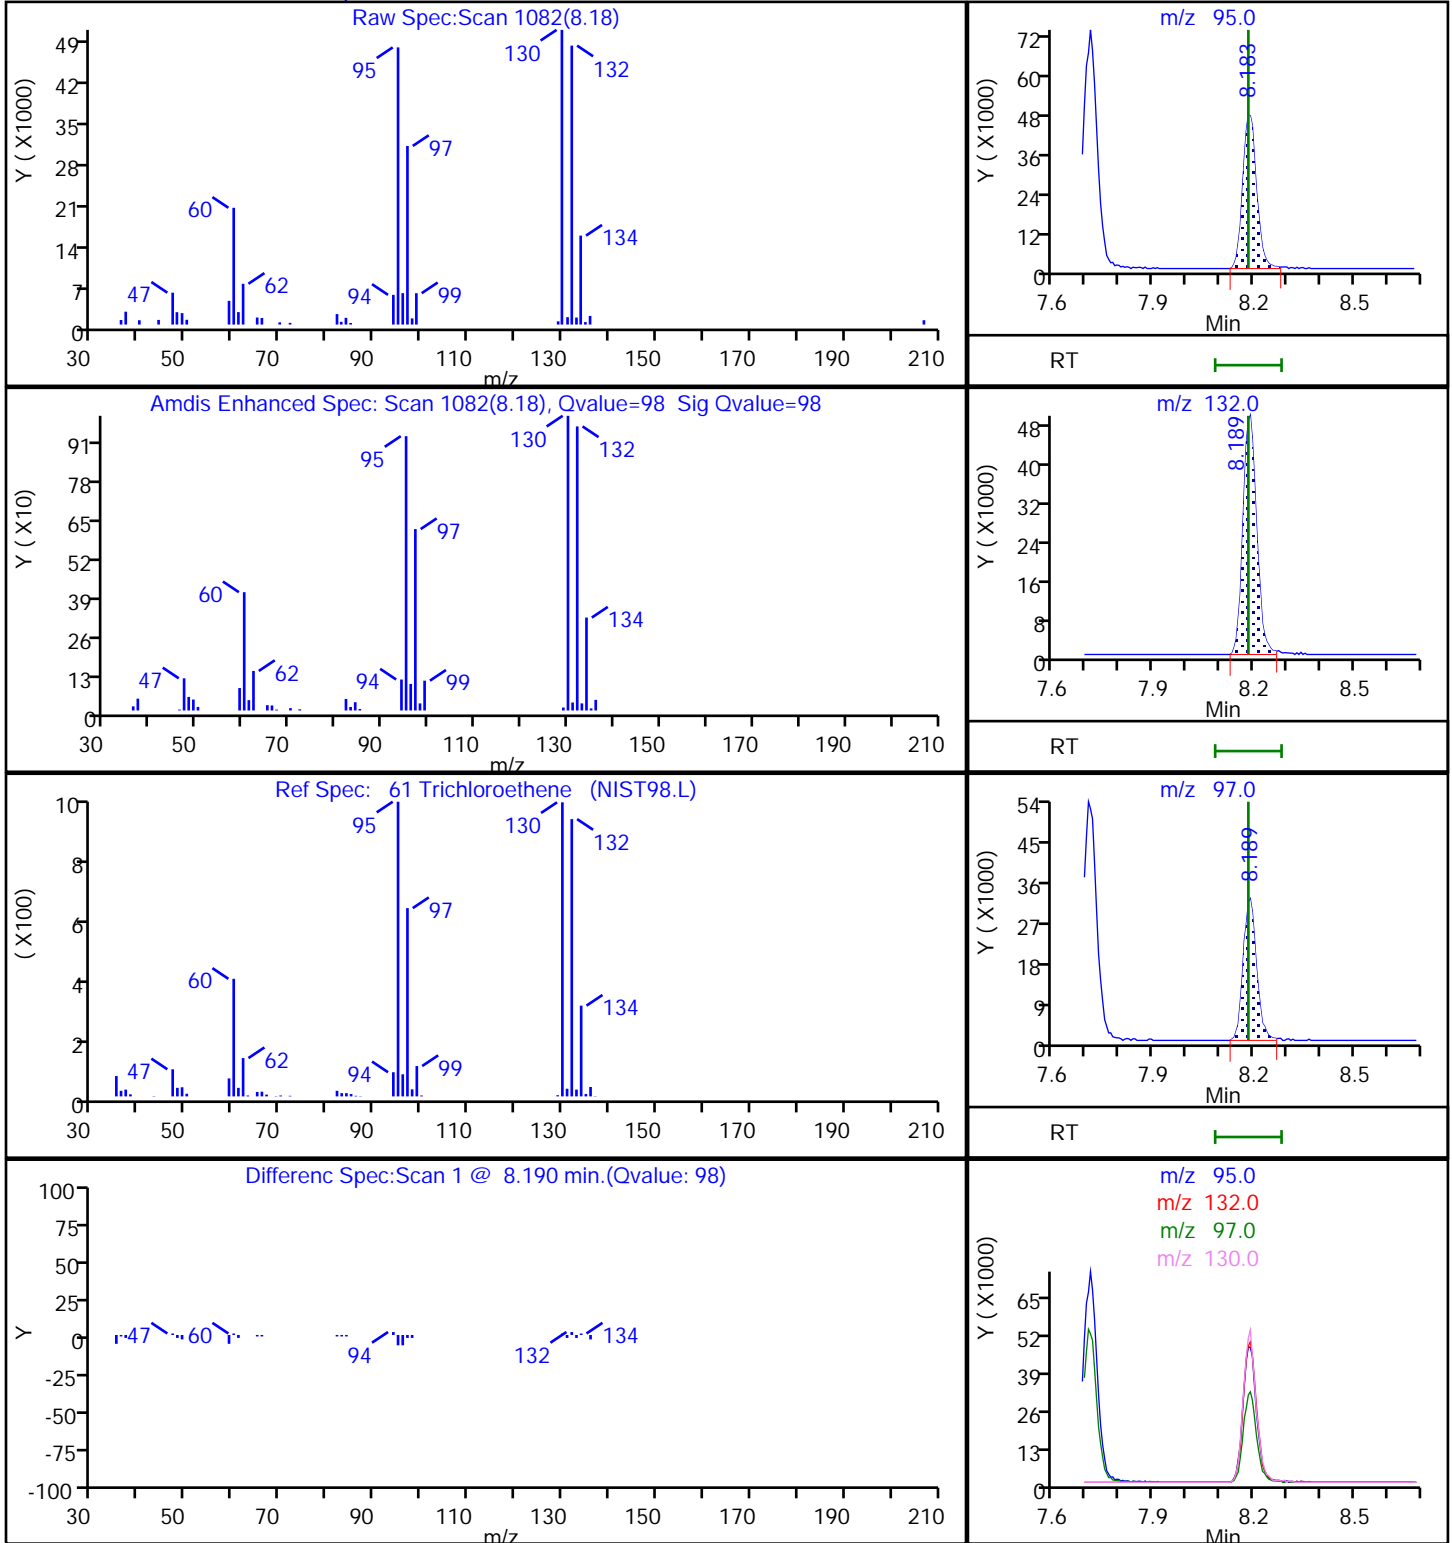 Raw Spec:Scan 1082(8.18)
Y ( X1000)
49
42
35
28
21
14
7
0
95
130
132
97
60
134
47
62
94
99
30 50 70 90 110 130 150 170 190 210
m/z
m/z 95.0
Y ( X1000)
72
60
48
36
24
12
0
8.183
7.6 7.9 8.2 8.5
Min
RT
Amdis Enhanced Spec: Scan 1082(8.18), Qvalue=98 Sig Qvalue=98
Y ( X10)
91
78
65
52
39
26
13
0
130
132
95
97
60
134
47
62
94
99
30 50 70 90 110 130 150 170 190 210
m/z
m/z 132.0
Y ( X1000)
48
40
32
24
16
8
0
8.189
7.6 7.9 8.2 8.5
Min
RT
Ref Spec: 61 Trichloroethene (NIST98.L)
( X100)
10
8
6
4
2
0
95
130
132
97
60
134
47
62
94
99
30 50 70 90 110 130 150 170 190 210
m/z
m/z 97.0
Y ( X1000)
54
45
36
27
18
9
0
8.189
7.6 7.9 8.2 8.5
Min
RT
Differenc Spec:Scan 1 @ 8.190 min.(Qvalue: 98)
Y
100
75
50
25
0
-25
-50
-75
-100
47
60
94
132
134
30 50 70 90 110 130 150 170 190 210
m/z
m/z 95.0
m/z 132.0
m/z 97.0
m/z 130.0
Y ( X1000)
65
52
39
26
13
0
7.6 7.9 8.2 8.5
Min